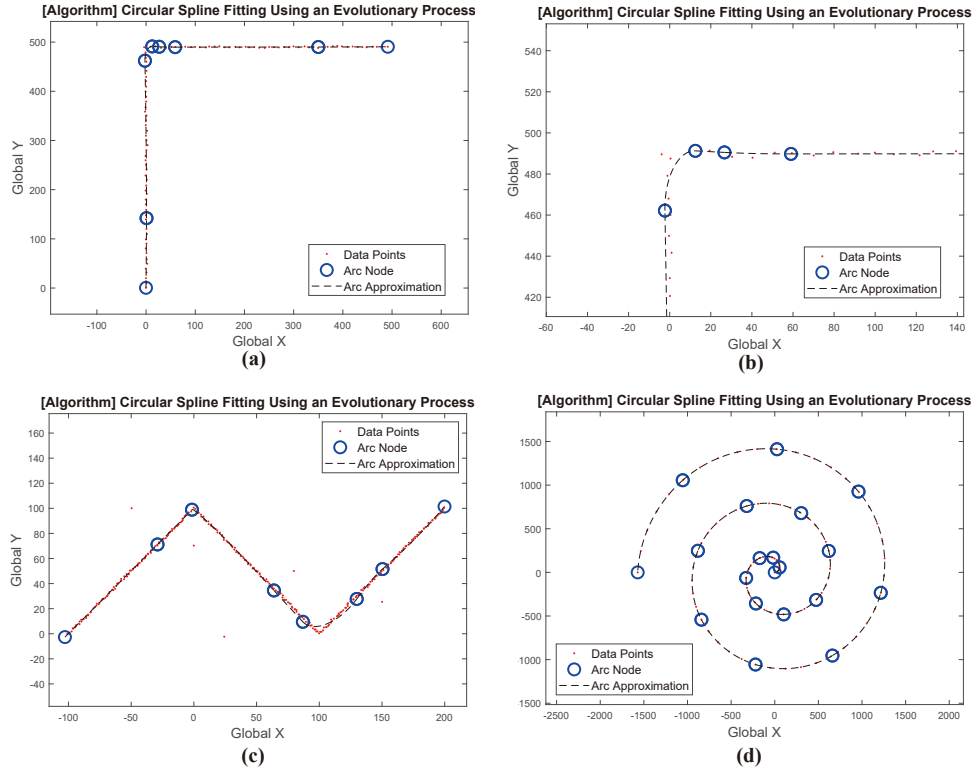 [Algorithm] Circular Spline Fitting Using an Evolutionary Process
500
400
300
200
100
0
Global Y
-100 0 100 200 300 400 500 600
Global X
Data Points
Arc Node
Arc Approximation
(a)
[Algorithm] Circular Spline Fitting Using an Evolutionary Process
540
520
500
480
460
440
420
Global Y
-60 -40 -20 0 20 40 60 80 100 120 140
Global X
Data Points
Arc Node
Arc Approximation
(b)
[Algorithm] Circular Spline Fitting Using an Evolutionary Process
160
140
120
100
80
60
40
20
0
-20
-40
Global Y
-100 -50 0 50 100 150 200
Global X
Data Points
Arc Node
Arc Approximation
(c)
[Algorithm] Circular Spline Fitting Using an Evolutionary Process
1500
1000
500
0
-500
-1000
-1500
Global Y
-2500 -2000 -1500 -1000 -500 0 500 1000 1500 2000
Global X
Data Points
Arc Node
Arc Approximation
(d)